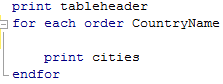 print tableheader
for each order CountryName
print cities
endfor